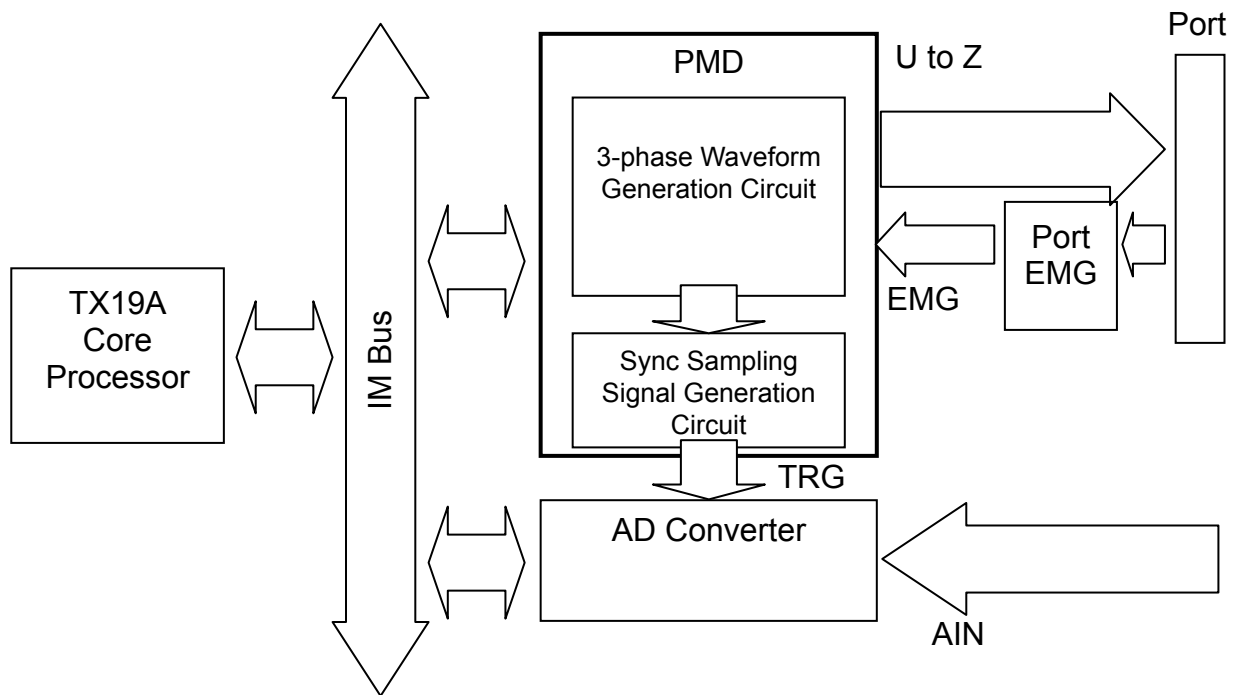 Port
PMD
U to Z
3-phase Waveform
Generation Circuit
Port
EMG
EMG
TX19A
Core
Processor
IM Bus
Sync Sampling
Signal Generation
Circuit
TRG
AD Converter
AIN